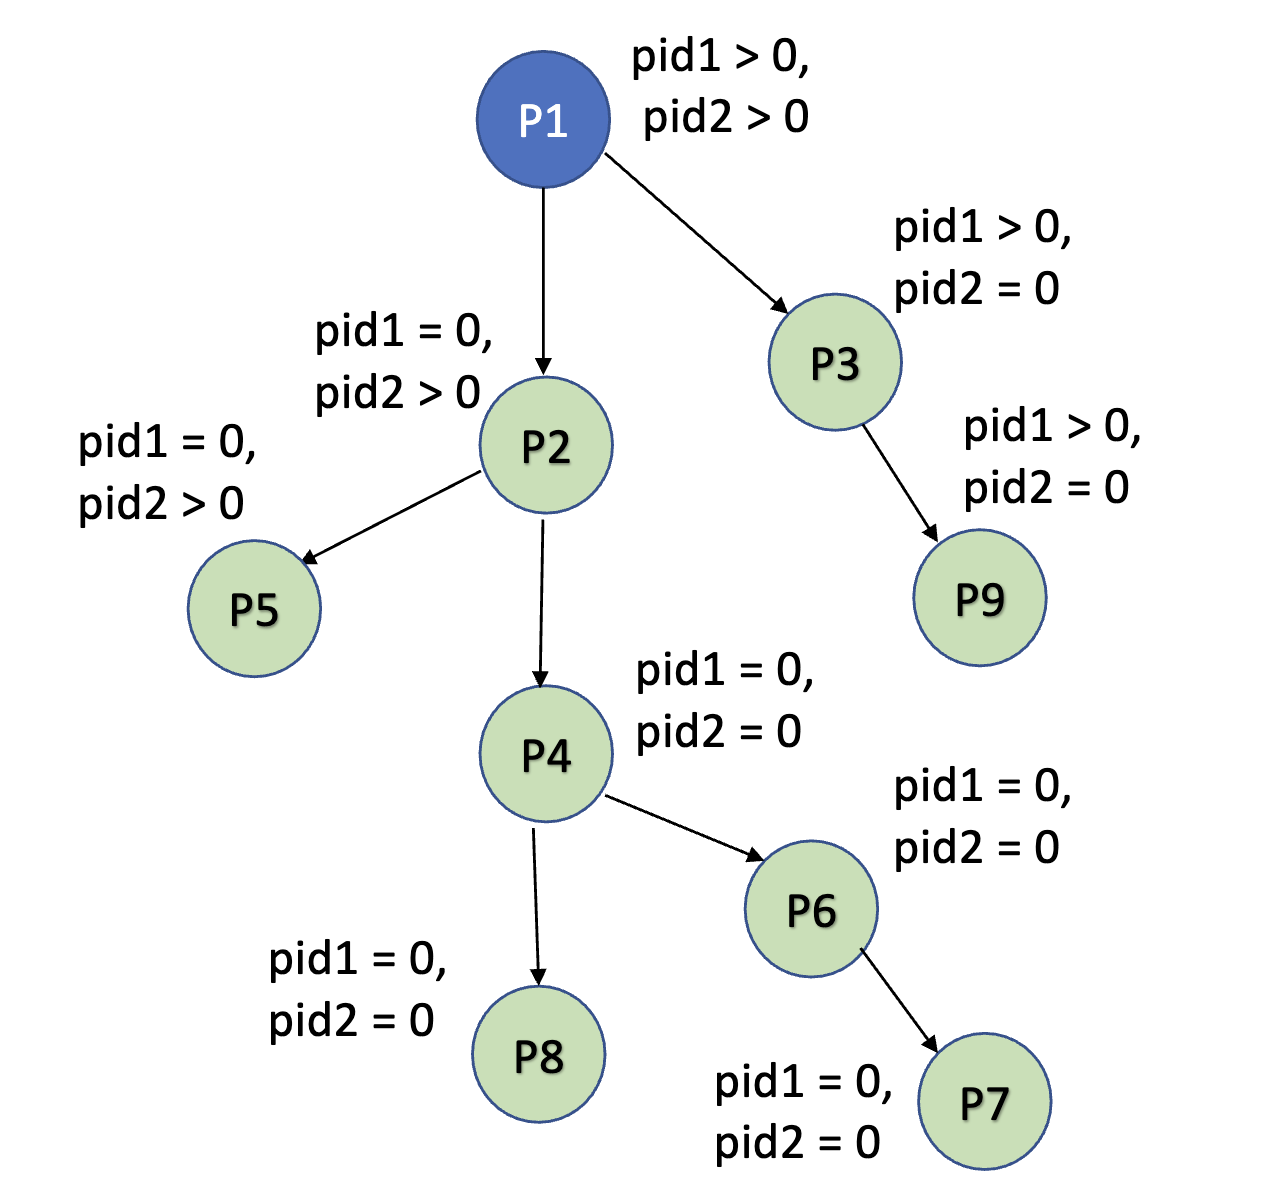 pid1 > 0,
pid2 > 0
P1
pid1 > 0,
pid2 = 0
P3
pid1 = 0,
pid2 > 0
P2
pid1 > 0,
pid2 = 0
P9
pid1 = 0,
pid2 > 0
P5
pid1 = 0,
pid2 = 0
P4
pid1 = 0,
pid2 = 0
P6
pid1 = 0,
pid2 = 0
P8
pid1 = 0,
pid2 = 0
P7